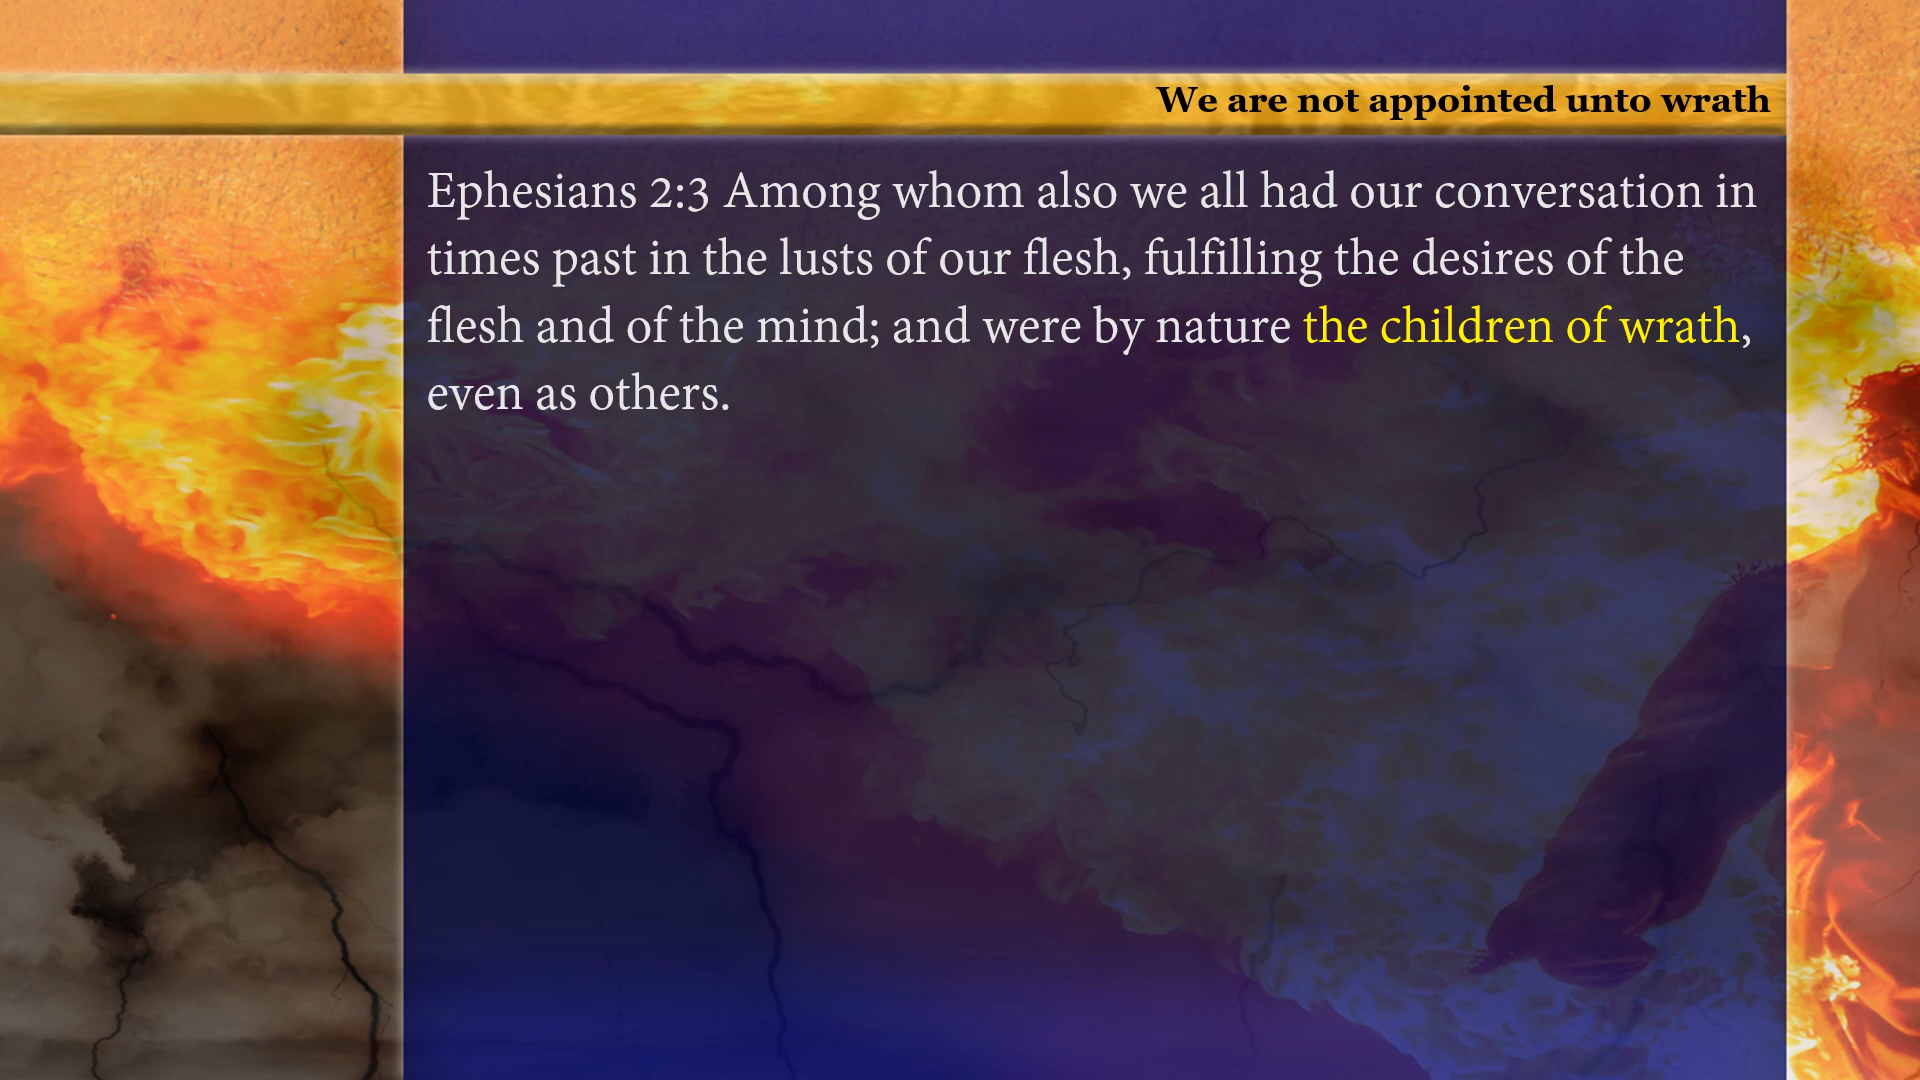 We are not appointed unto wrath
Ephesians 2:3 Among whom also we all had our conversation in
times past in the lusts of our flesh, fulfilling the desires of the
flesh and of the mind; and were by nature the children of wrath,
even as others.